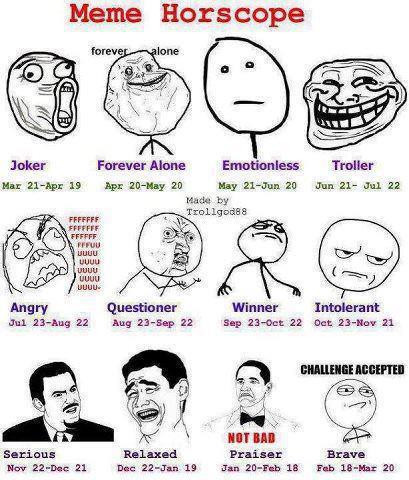 Meme Horscope
forever alone
Joker Forever Alone Emotionless Troller
Mar 21-Apr 19 Apr 20-May 20 May 21-Jun 20 Jun 21- Jul 22
Made by
Trollgod88
FFFFFFF
FFFFFFF
FFFFFF
FFFUU
UUUU
UUUU
UUUU
UUUU
UUUU-
Angry Questioner Winner Intolerant
Jul 23-Aug 22 Aug 23-Sep 22 Sep 23-Oct 22 Oct 23-Nov 21
CHALLENGE ACCEPTED
NOT BAD
Serious Relaxed Praiser Brave
Nov 22-Dec 21 Dec 22-Jan 19 Jan 20-Feb 18 Feb 18-Mar 20